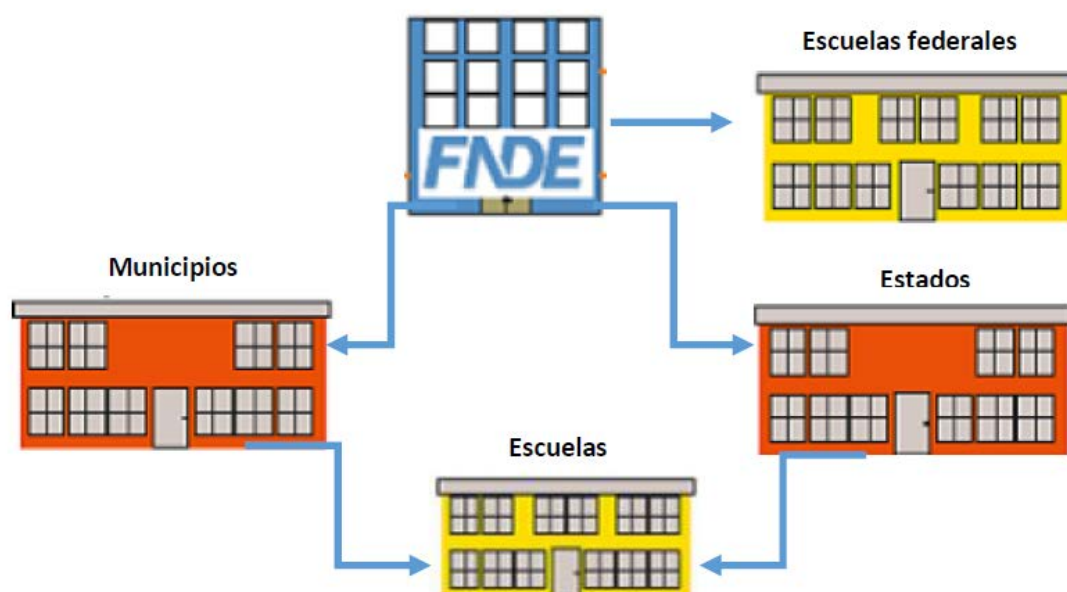 Escuelas federales
FNDE
Municipios
Estados
Escuelas